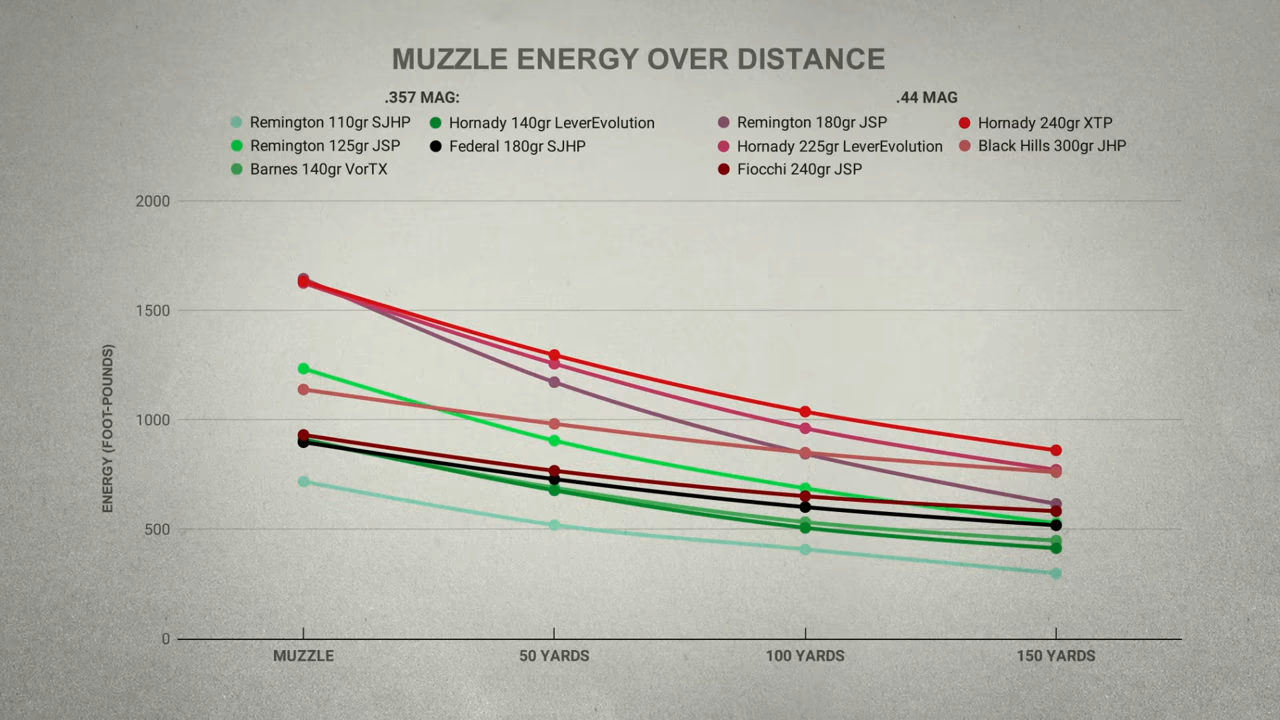 MUZZLE ENERGY OVER DISTANCE
.357 MAG:
Remington 110gr SJHP
Hornady 140gr LeverEvolution
Remington 125gr JSP
Federal 180gr SJHP
Barnes 140gr VorTX
.44 MAG
Remington 180gr JSP
Hornady 240gr XTP
Hornady 225gr LeverEvolution
Black Hills 300gr JHP
Fiocchi 240gr JSP
ENERGY (FOOT-POUNDS)
2000
1500
1000
500
0
MUZZLE
50 YARDS
100 YARDS
150 YARDS